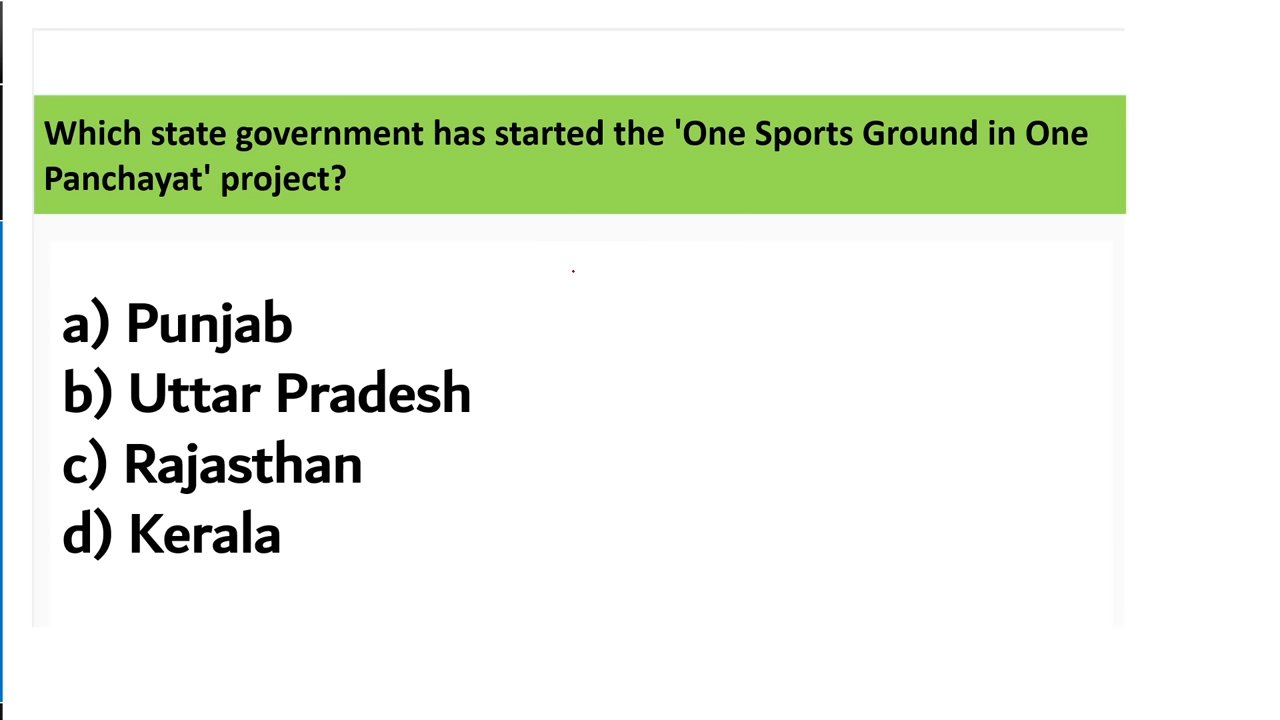 Which state government has started the 'One Sports Ground in One
Panchayat' project?
a) Punjab
b) Uttar Pradesh
c) Rajasthan
d) Kerala